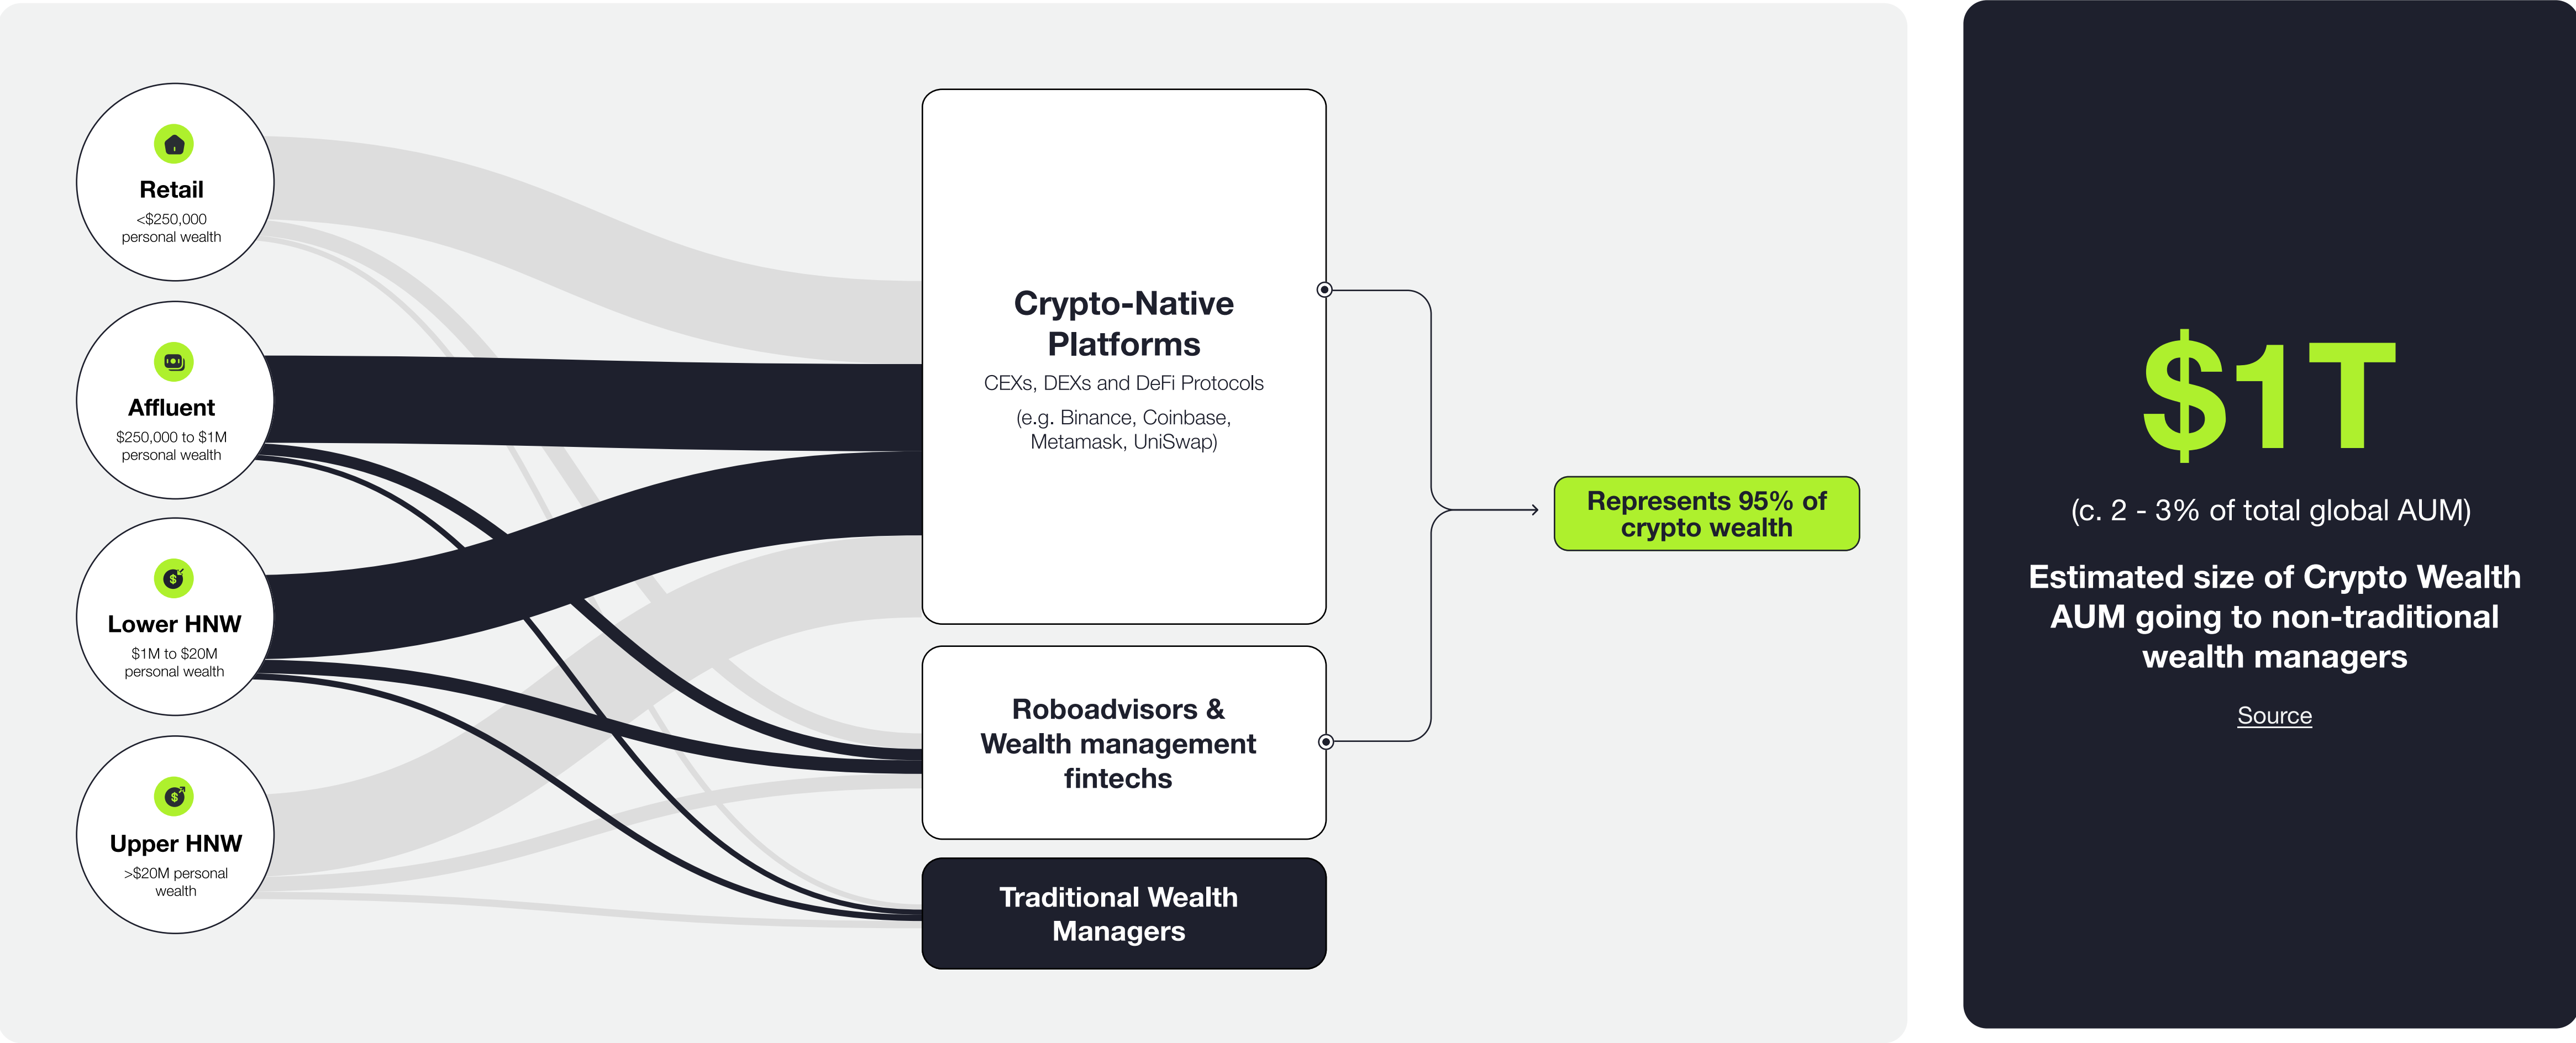 Retail
<$250,000
personal wealth
Affluent
$250,000 to $1M
personal wealth
Lower HNW
$1M to $20M
personal wealth
Upper HNW
>$20M personal
wealth
Crypto-Native
Platforms
CEXs, DEXs and DeFi Protocols
(e.g. Binance, Coinbase,
Metamask, UniSwap)
Roboadvisors &
Wealth management
fintechs
Traditional Wealth
Managers
Represents 95% of
crypto wealth
$1T
(c. 2 - 3% of total global AUM)
Estimated size of Crypto Wealth
AUM going to non-traditional
wealth managers
Source